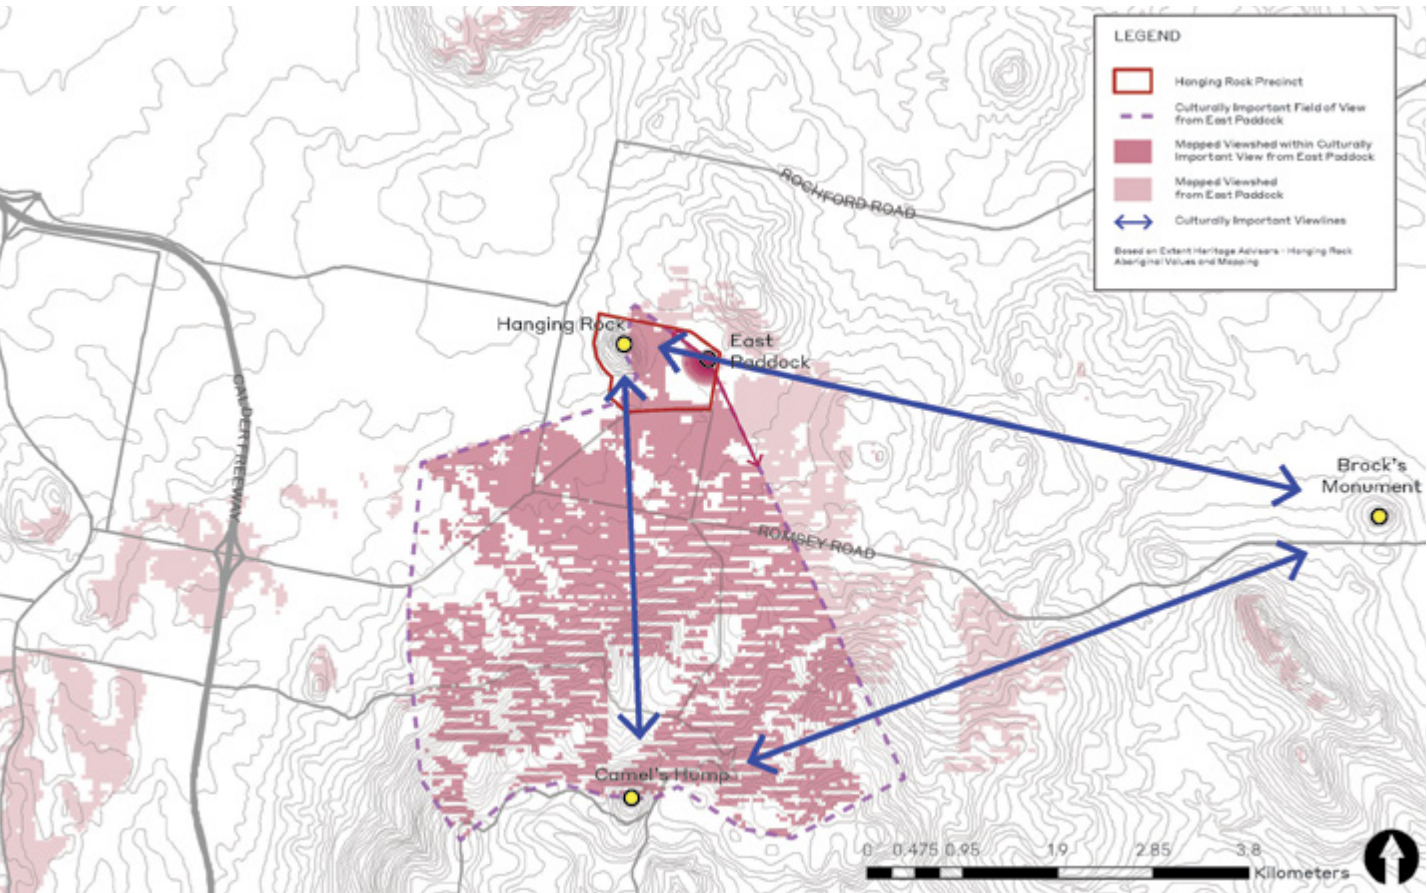 LEGEND
Hanging Rock Precinct
Culturally Important Field of View
from East Paddock
Mapped Viewshed within Culturally
Important View from East Paddock
Mapped Viewshed
from East Paddock
Culturally Important Viewlines
Based on Extent Heritage Advisors - Hanging Rock
Aboriginal Values and Mapping
ROCHFORD ROAD
Hanging Rock
East
Paddock
CALDER FREEWAY
Brock's
Monument
ROMSEY ROAD
Camel's Hump
0 0.475 0.95 1.9 2.85 3.8
Kilometers